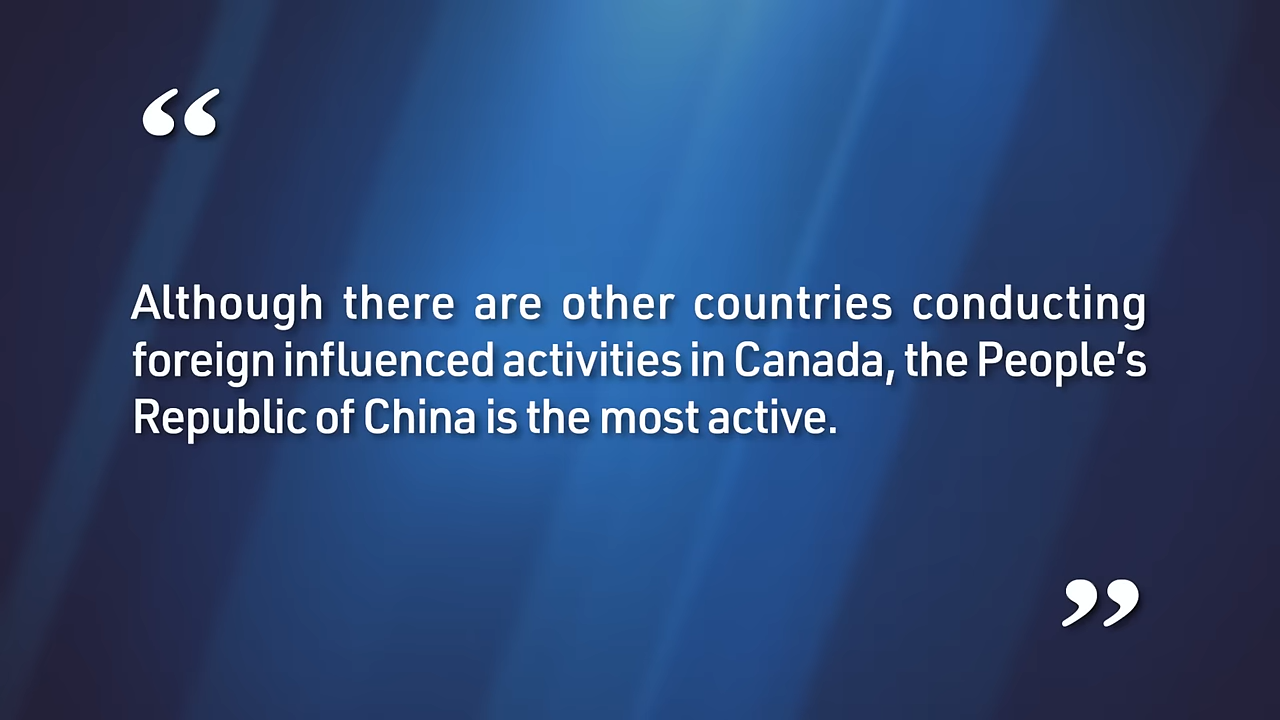 “
Although there are other countries conducting
foreign influenced activities in Canada, the People’s
Republic of China is the most active.
”